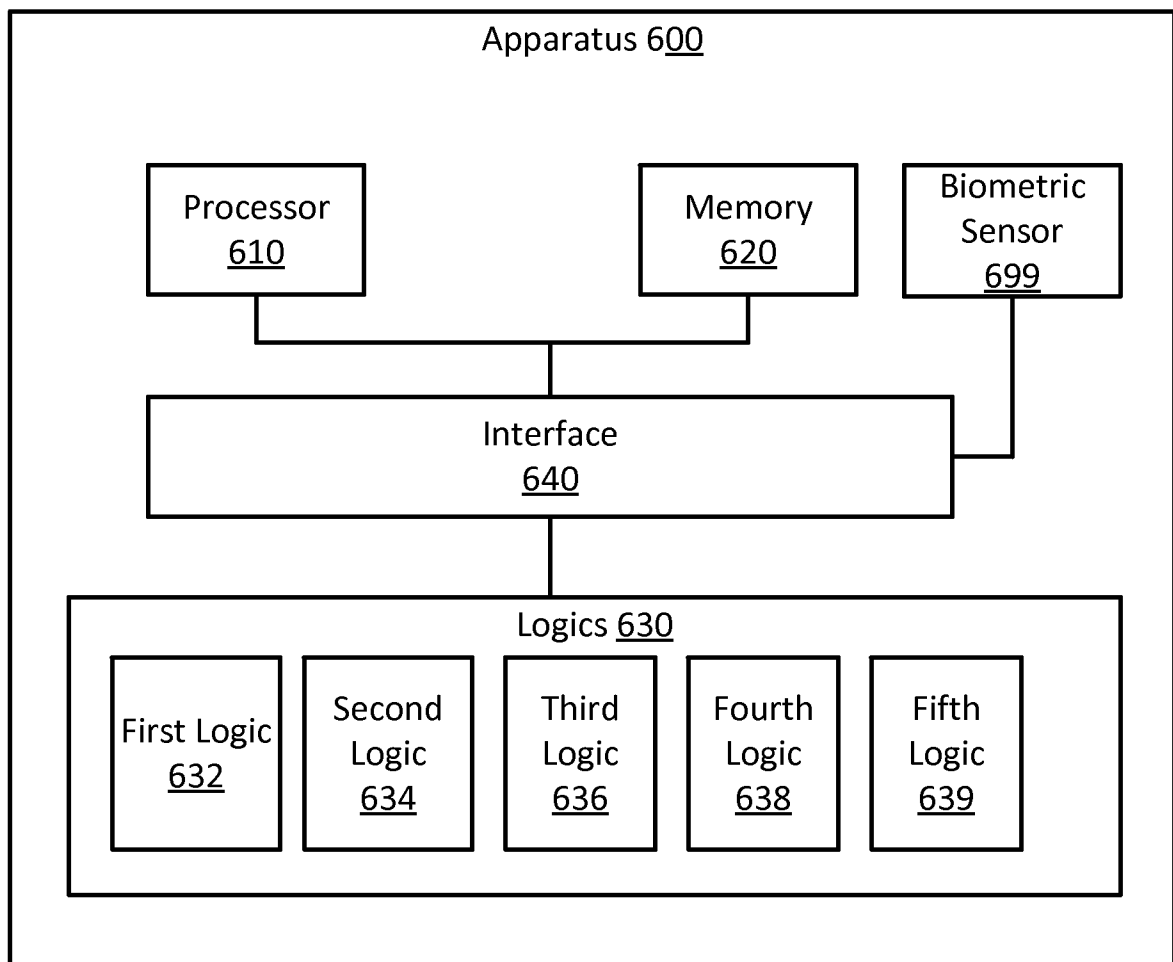 Apparatus 600
Processor
610
Memory
620
Biometric
Sensor
699
Interface
640
Logics 630
First Logic
632
Second
Logic
634
Third
Logic
636
Fourth
Logic
638
Fifth
Logic
639